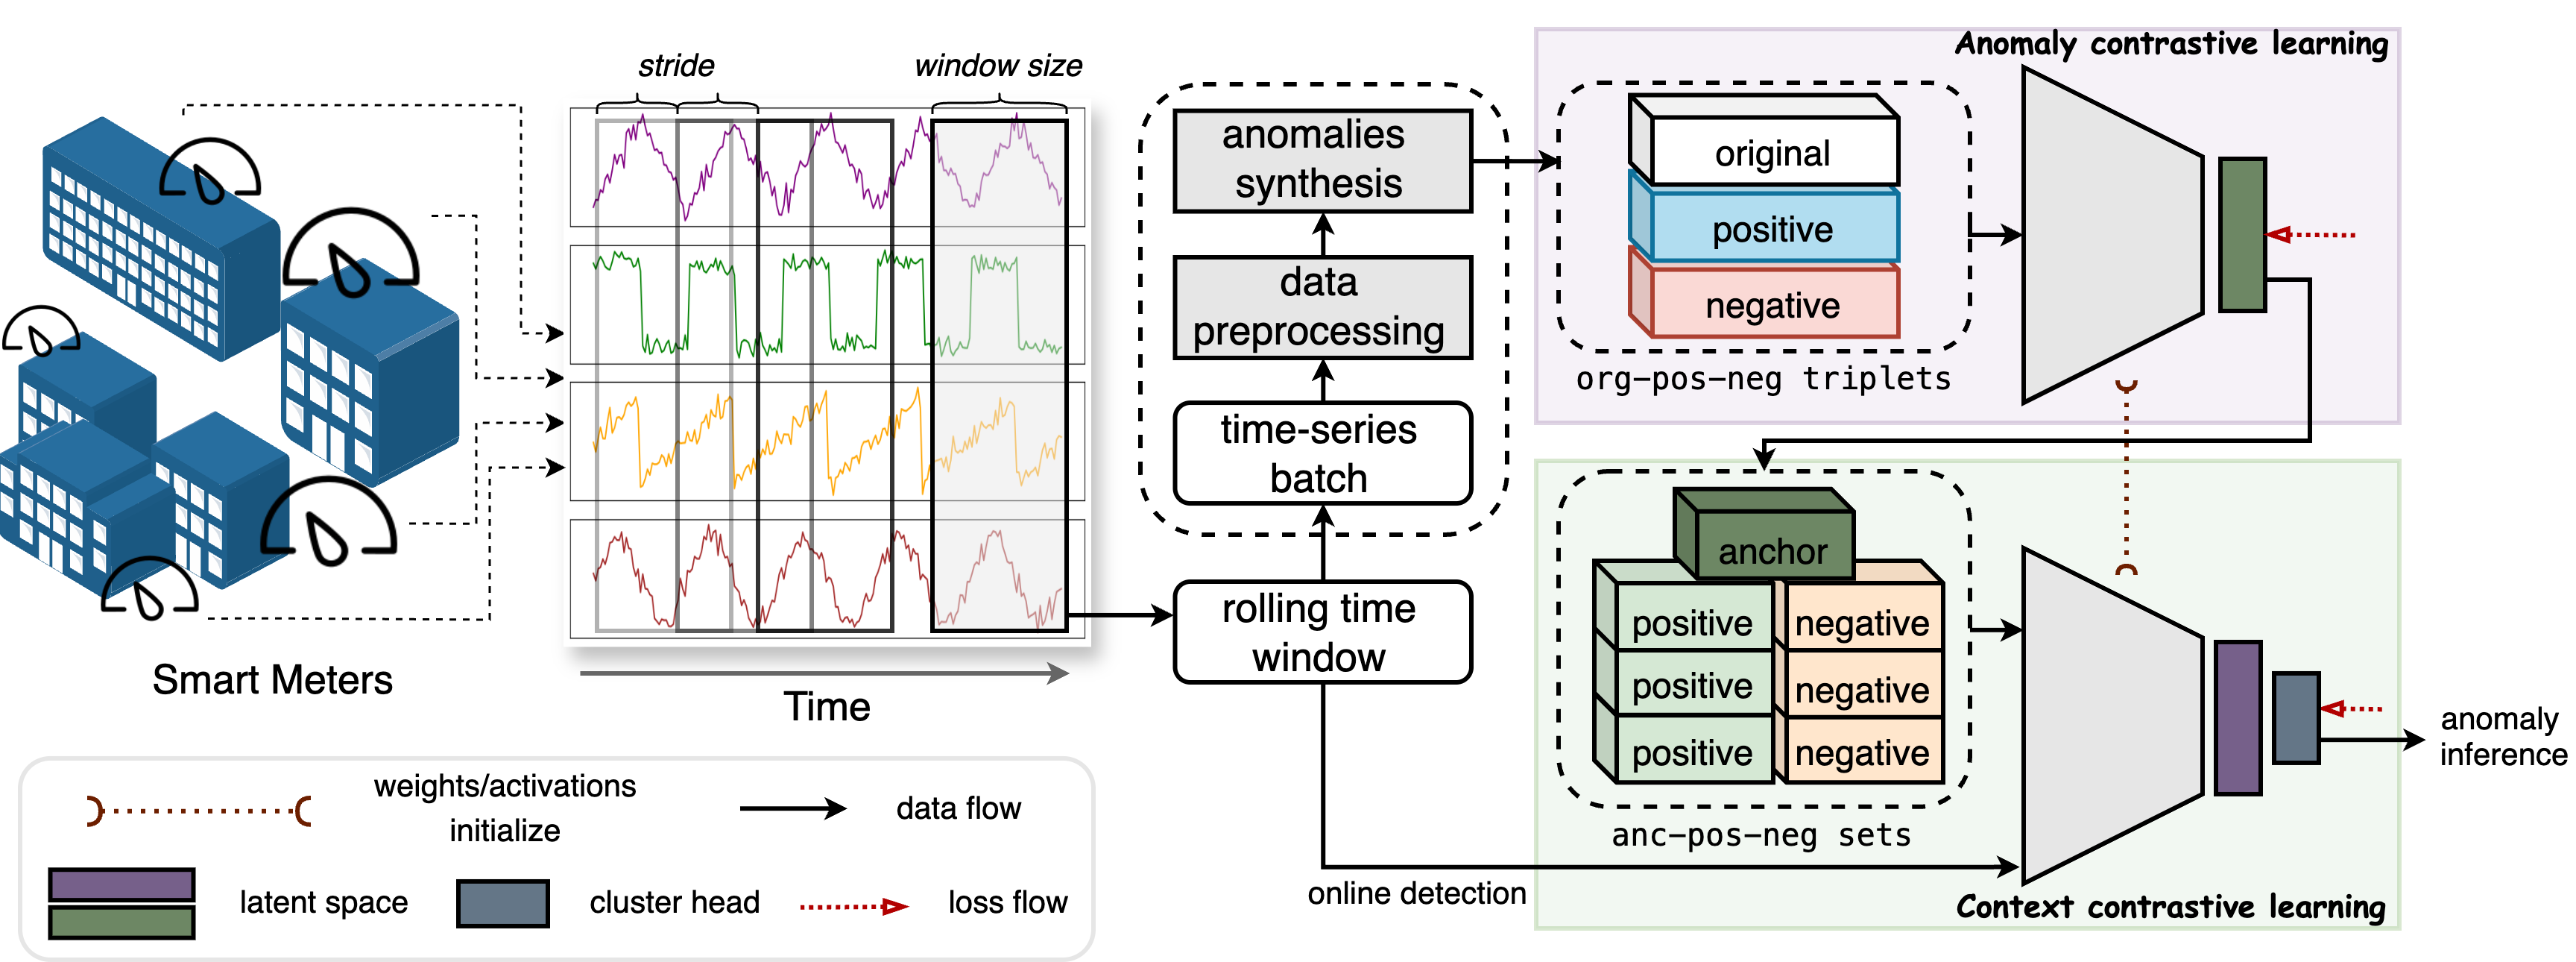 stride
window size
Smart Meters
Time
anomalies
synthesis
data
preprocessing
time-series
batch
rolling time
window
online detection
Anomaly contrastive learning
original
positive
negative
org-pos-neg triplets
anchor
positive
negative
positive
negative
positive
negative
anc-pos-neg sets
Context contrastive learning
anomaly
inference
weights/activations
initialize
data flow
latent space
cluster head
loss flow